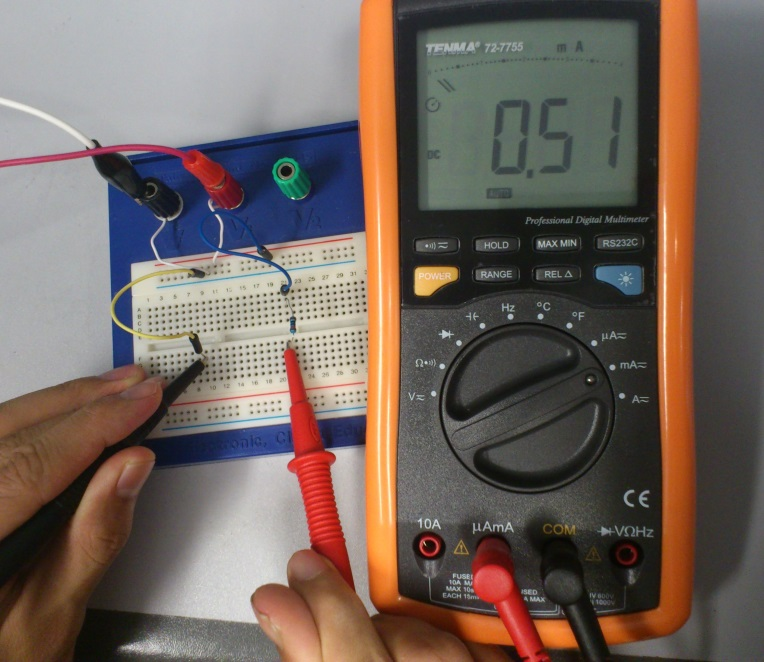 TENMA® 72-7755
m A
DC
0.51
AUTO
Professional Digital Multimeter
HOLD
MAX MIN
RS232C
POWER
RANGE
REL △
Hz
°C
°F
µA≂
mA≂
A≂
Ω
V≂
CE
10A
µAmA
COM
VΩHz
FUSED